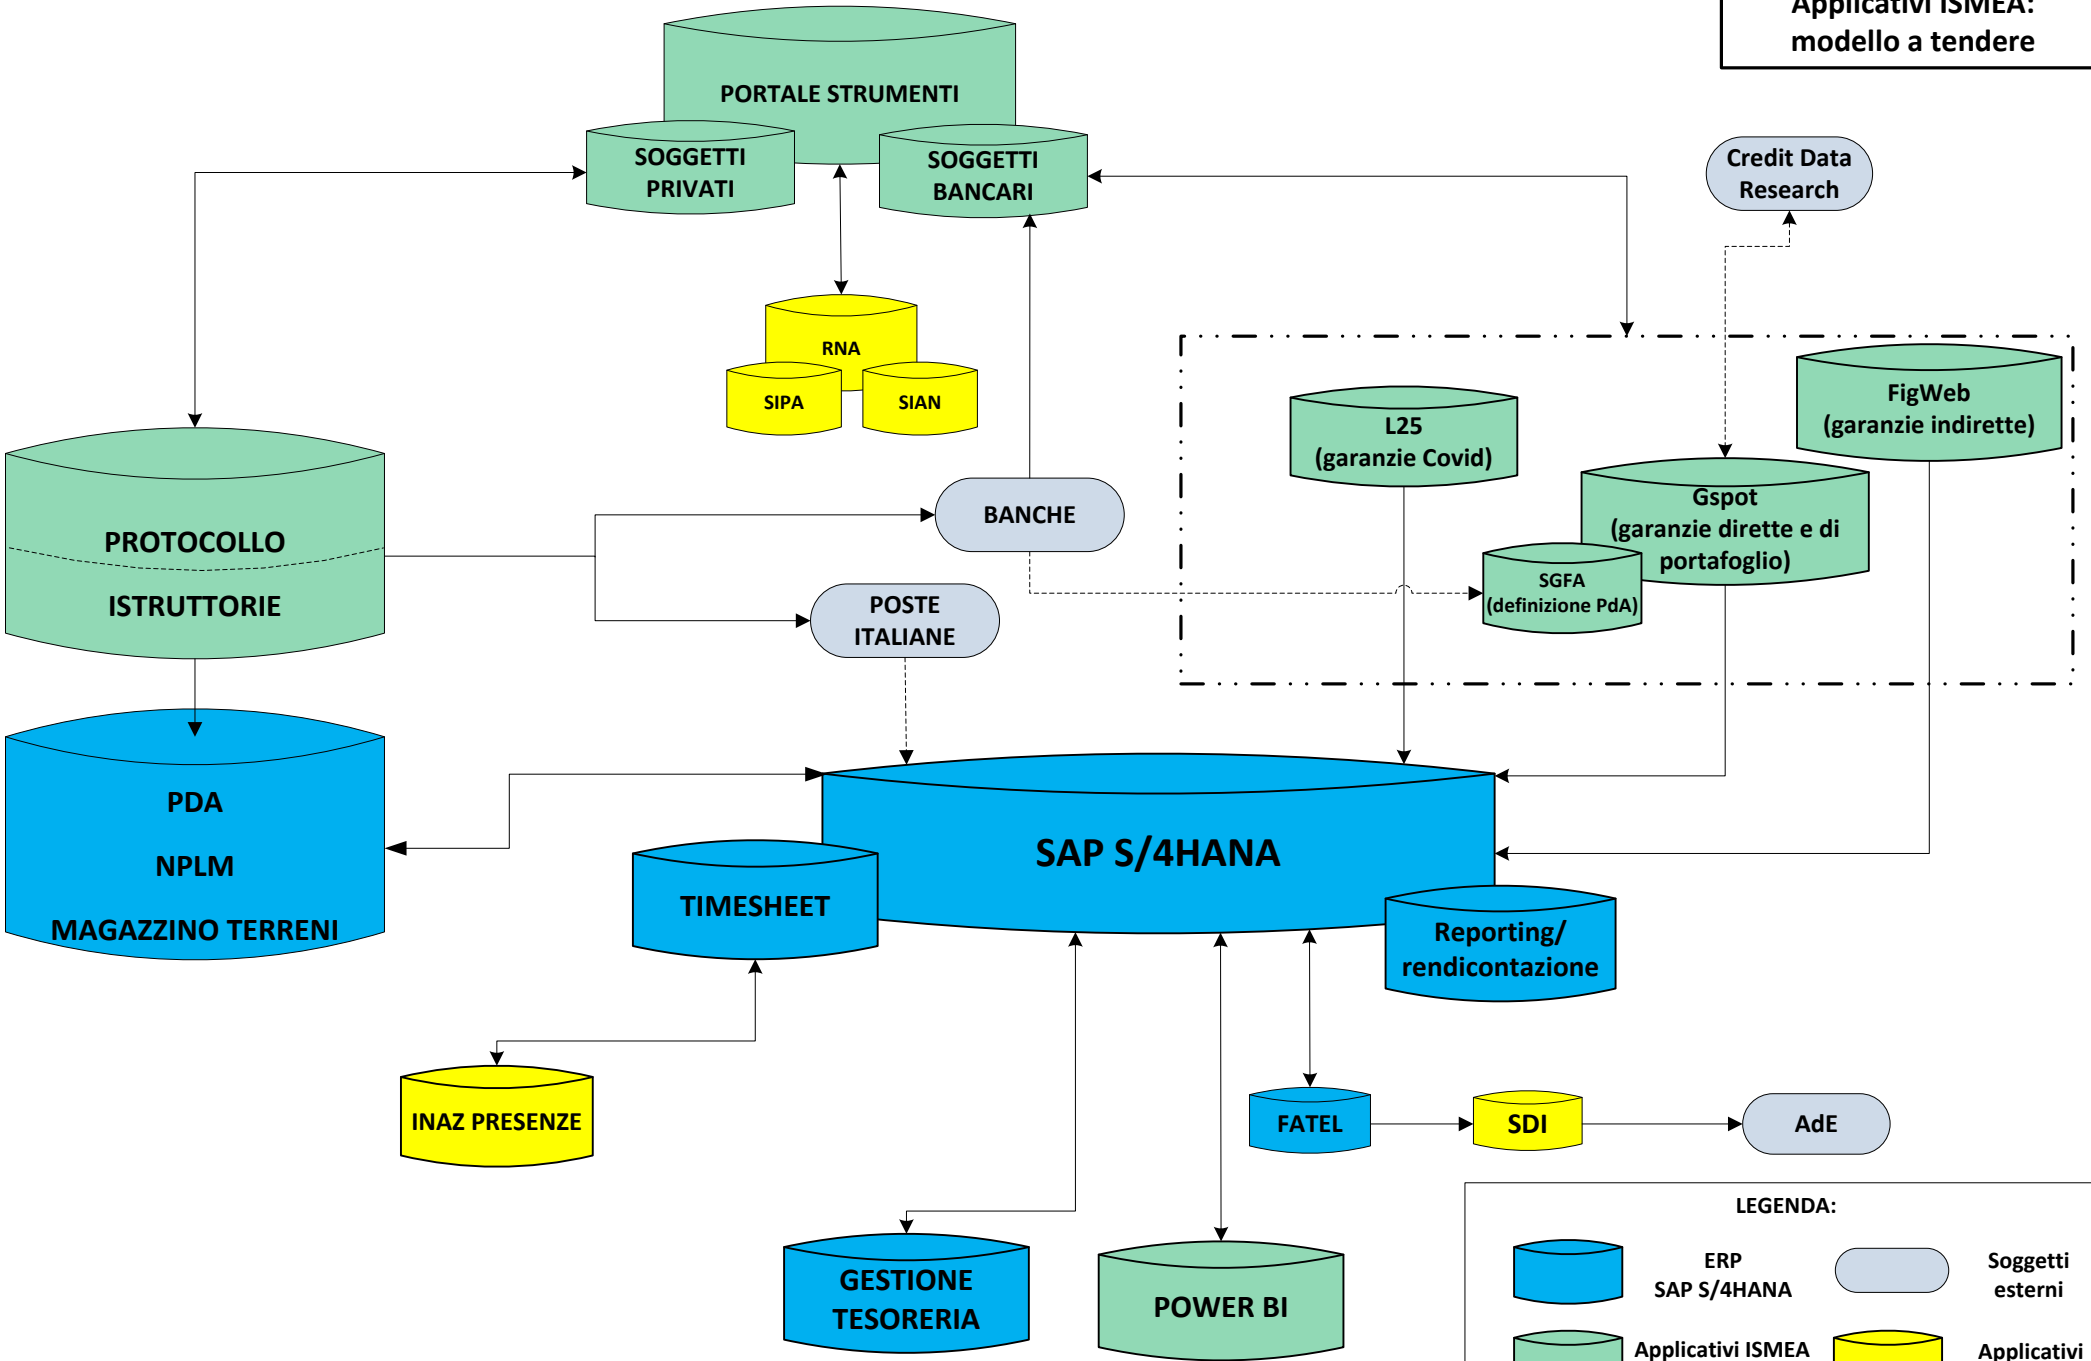 Applicativi ISMEA:
modello a tendere
PORTALE STRUMENTI
SOGGETTI
PRIVATI
SOGGETTI
BANCARI
Credit Data
Research
RNA
SIPA
SIAN
FigWeb
(garanzie indirette)
L25
(garanzie Covid)
Gspot
(garanzie dirette e di
portafoglio)
SGFA
(definizione PdA)
BANCHE
PROTOCOLLO
ISTRUTTORIE
POSTE
ITALIANE
PDA
NPLM
MAGAZZINO TERRENI
SAP S/4HANA
TIMESHEET
Reporting/
rendicontazione
INAZ PRESENZE
FATEL
SDI
AdE
GESTIONE
TESORERIA
POWER BI
LEGENDA:
ERP
SAP S/4HANA
Soggetti
esterni
Applicativi ISMEA
Applicativi